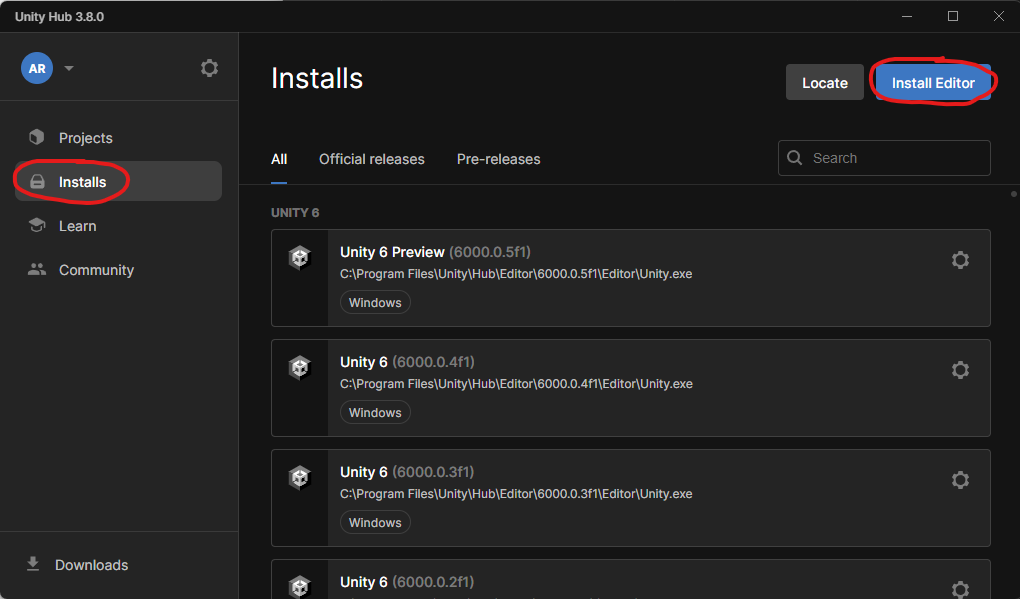 Unity Hub 3.8.0
AR
Projects
Installs
Learn
Community
Downloads
Installs
Locate
Install Editor
All Official releases Pre-releases
Search
UNITY 6
Unity 6 Preview (6000.0.5f1)
C:\Program Files\Unity\Hub\Editor\6000.0.5f1\Editor\Unity.exe
Windows
Unity 6 (6000.0.4f1)
C:\Program Files\Unity\Hub\Editor\6000.0.4f1\Editor\Unity.exe
Windows
Unity 6 (6000.0.3f1)
C:\Program Files\Unity\Hub\Editor\6000.0.3f1\Editor\Unity.exe
Windows
Unity 6 (6000.0.2f1)